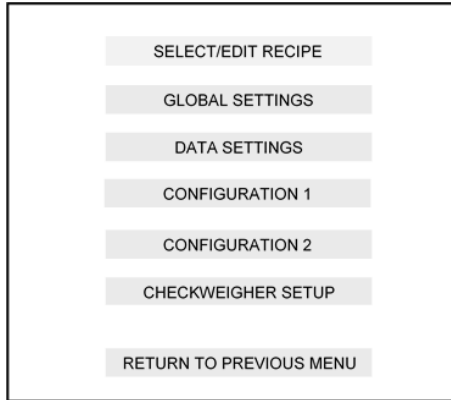 SELECT/EDIT RECIPE
GLOBAL SETTINGS
DATA SETTINGS
CONFIGURATION 1
CONFIGURATION 2
CHECKWEIGHER SETUP
RETURN TO PREVIOUS MENU